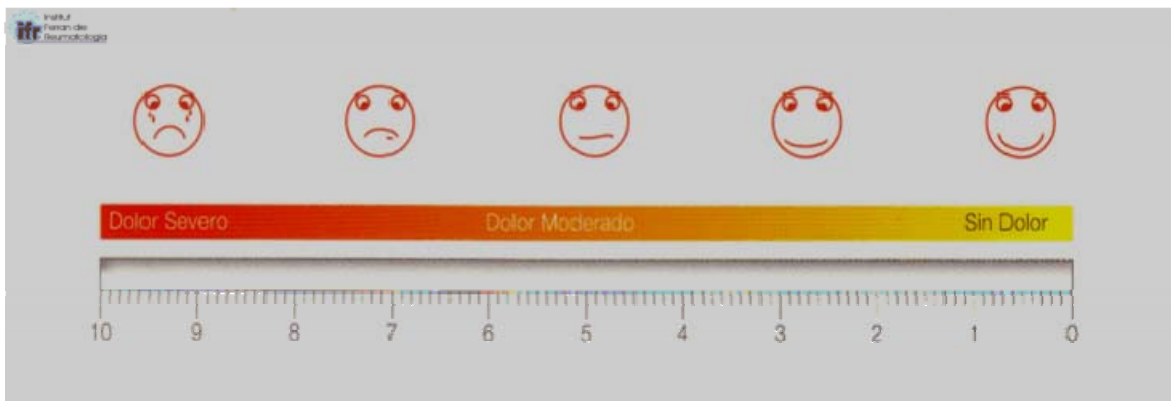 ifr
Institut
Ferran de
Reumatología
Dolor Severo Dolor Moderado Sin Dolor
10 9 8 7 6 5 4 3 2 1 0